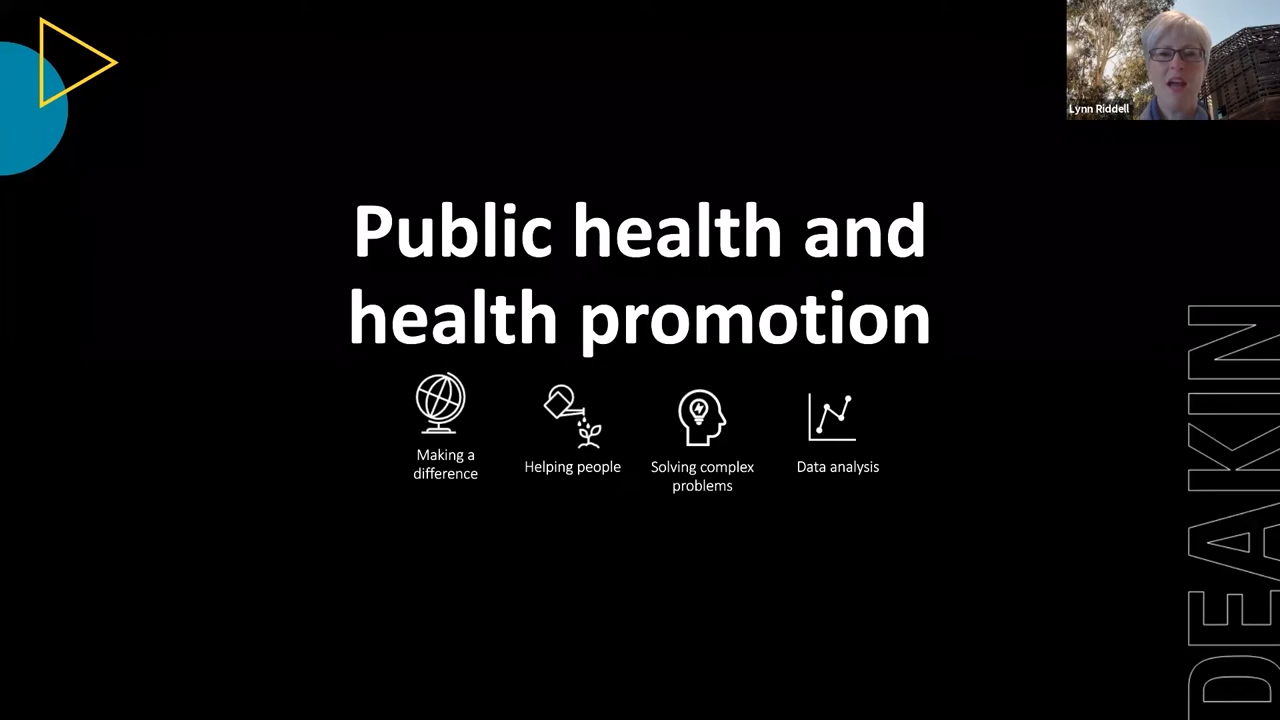 Lynn Riddell
Public health and
health promotion
Making a
difference
Helping people
Solving complex
problems
Data analysis
DEAKIN